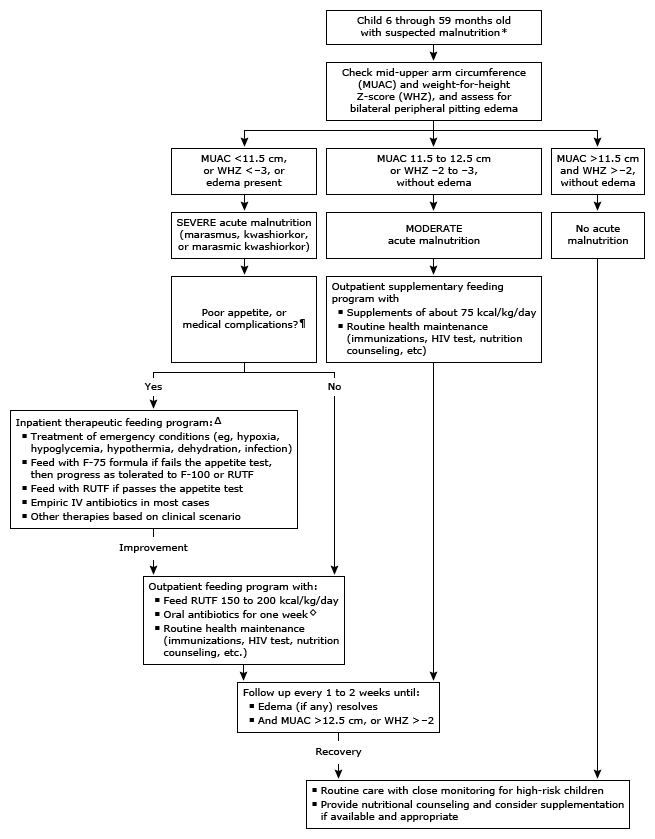 Child 6 through 59 months old
with suspected malnutrition*
Check mid-upper arm circumference
(MUAC) and weight-for-height
Z-score (WHZ), and assess for
bilateral peripheral pitting edema
MUAC <11.5 cm,
or WHZ <–3, or
edema present
MUAC 11.5 to 12.5 cm
or WHZ –2 to –3,
without edema
MUAC >11.5 cm
and WHZ >–2,
without edema
SEVERE acute malnutrition
(marasmus, kwashiorkor,
or marasmic kwashiorkor)
MODERATE
acute malnutrition
No acute
malnutrition
Poor appetite, or
medical complications?¶
Outpatient supplementary feeding
program with
▪ Supplements of about 75 kcal/kg/day
▪ Routine health maintenance
(immunizations, HIV test, nutrition
counseling, etc)
Yes
No
Inpatient therapeutic feeding program:Δ
▪ Treatment of emergency conditions (eg, hypoxia,
hypoglycemia, hypothermia, dehydration, infection)
▪ Feed with F-75 formula if fails the appetite test,
then progress as tolerated to F-100 or RUTF
▪ Feed with RUTF if passes the appetite test
▪ Empiric IV antibiotics in most cases
▪ Other therapies based on clinical scenario
Improvement
Outpatient feeding program with:
▪ Feed RUTF 150 to 200 kcal/kg/day
▪ Oral antibiotics for one week◇
▪ Routine health maintenance
(immunizations, HIV test, nutrition
counseling, etc.)
Follow up every 1 to 2 weeks until:
▪ Edema (if any) resolves
▪ And MUAC >12.5 cm, or WHZ >–2
Recovery
▪ Routine care with close monitoring for high-risk children
▪ Provide nutritional counseling and consider supplementation
if available and appropriate